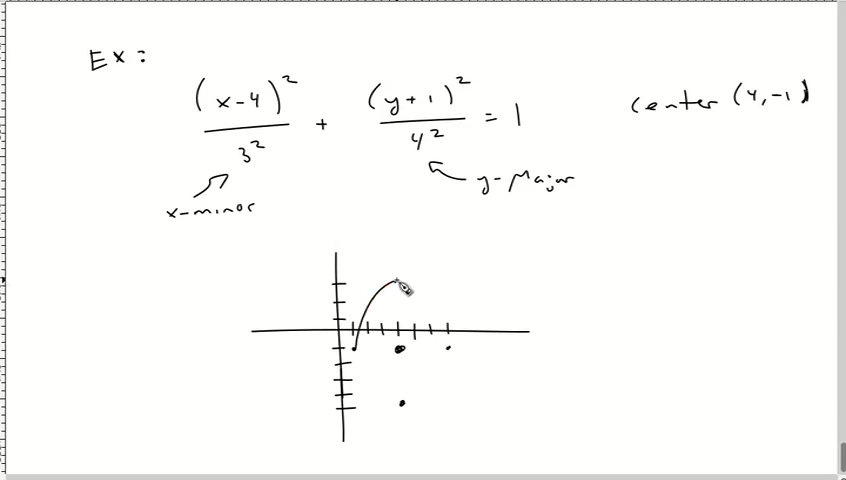 Ex:
(x-4)²/3² + (y+1)²/4² = 1
center (4,-1)
x-minor
y-Major